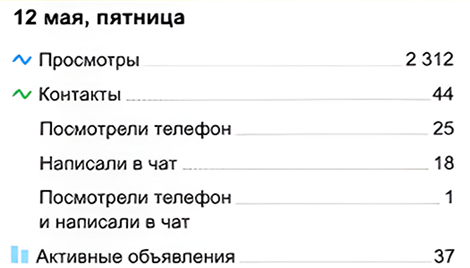 12 мая, пятница
Просмотры 2 312
Контакты 44
Посмотрели телефон 25
Написали в чат 18
Посмотрели телефон 1
и написали в чат
Активные объявления 37